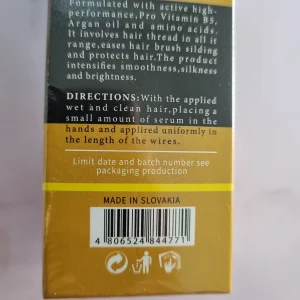 Formulated with active high-
performance,Pro Vitamin B5,
Argan oil and amino acids.
It involves hair thread in all if
range,eases hair brush silding
and protects hair.The product
intensifies smoothness,silkness
and brightness.
DIRECTIONS:With the applied
wet and clean hair,placing a
small amount of serum in the
hands and applired uniformly in
the length of the wires.
Limit date and batch number see
packaging production
MADE IN SLOVAKIA
4 806524 844771